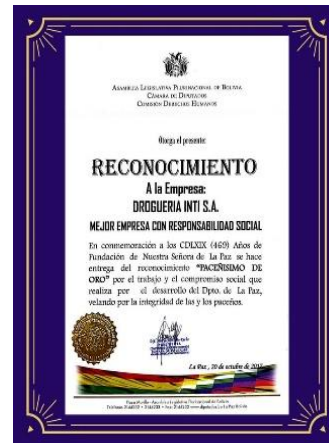 ASAMBLEA LEGISLATIVA PLURINACIONAL DE BOLIVIA
CÁMARA DE DIPUTADOS
COMISIÓN DERECHOS HUMANOS
Otorga el presente:
RECONOCIMIENTO
A la Empresa:
DROGUERIA INTI S.A.
MEJOR EMPRESA CON RESPONSABILIDAD SOCIAL
En conmemoración a los CDLXIX (469) Años de
Fundación de Nuestra Señora de La Paz se hace
entrega del reconocimiento "PACEÑISIMO DE
ORO" por el trabajo y el compromiso social que
realiza por el desarrollo del Dpto. de La Paz,
velando por la integridad de las y los paceños.
La Paz, 20 de octubre de